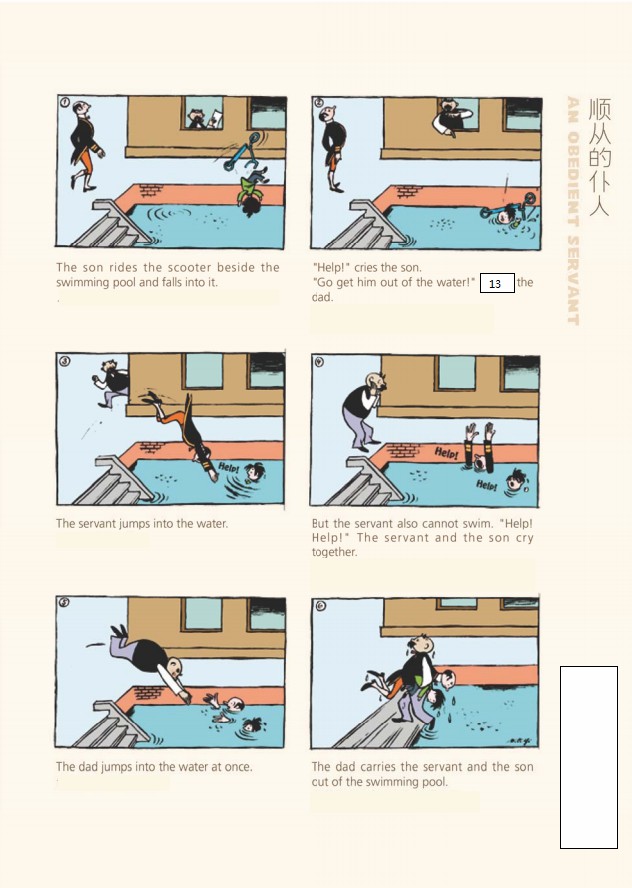 顺从的仆人
AN OBEDIENT SERVANT
①
The son rides the scooter beside the
swimming pool and falls into it.
②
"Help!" cries the son.
"Go get him out of the water!" 13 the
cad.
③
Help!
The servant jumps into the water.
④
Help!
Help!
But the servant also cannot swim. "Help!
Help!" The servant and the son cry
together.
⑤
The dad jumps into the water at once.
⑥
The dad carries the servant and the son
cut of the swimming pool.